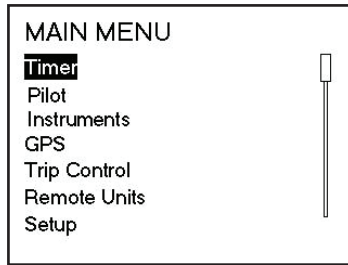 MAIN MENU
Timer
Pilot
Instruments
GPS
Trip Control
Remote Units
Setup